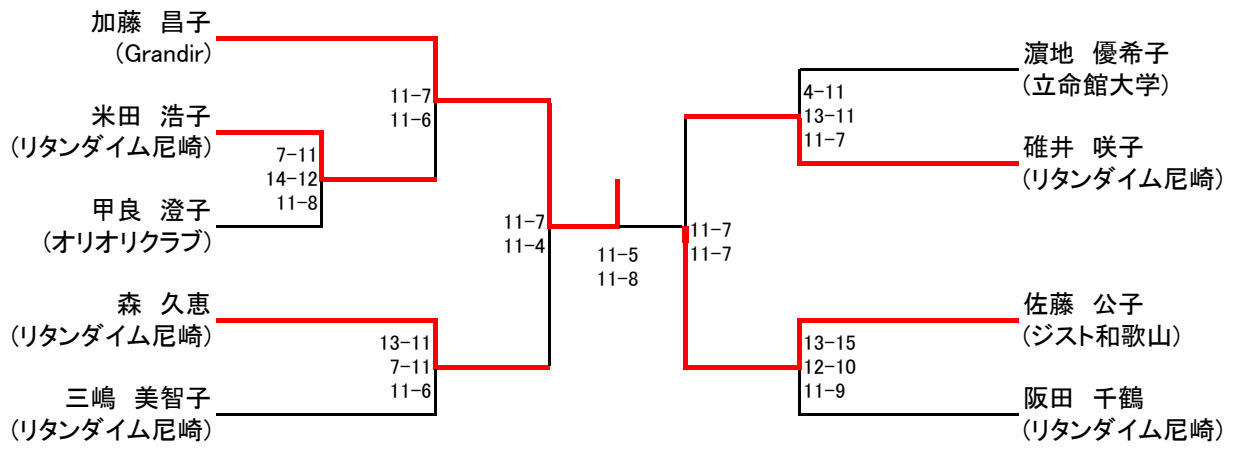 加藤　昌子
(Grandir)
米田　浩子
(リタンダイム尼崎)
甲良　澄子
(オリオリクラブ)
森　久恵
(リタンダイム尼崎)
三嶋　美智子
(リタンダイム尼崎)
7-11
14-12
11-8
11-7
11-6
13-11
7-11
11-6
11-7
11-4
11-5
11-8
11-7
11-7
4-11
13-11
11-7
13-15
12-10
11-9
濵地　優希子
(立命館大学)
碓井　咲子
(リタンダイム尼崎)
佐藤　公子
(ジスト和歌山)
阪田　千鶴
(リタンダイム尼崎)